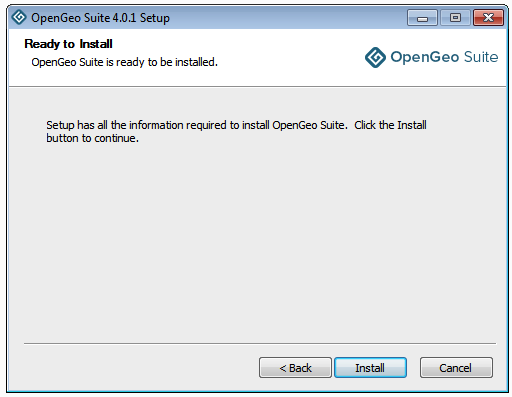 OpenGeo Suite 4.0.1 Setup
Ready to Install
OpenGeo Suite is ready to be installed.
OpenGeo Suite
Setup has all the information required to install OpenGeo Suite.  Click the Install
button to continue.
< Back
Install
Cancel